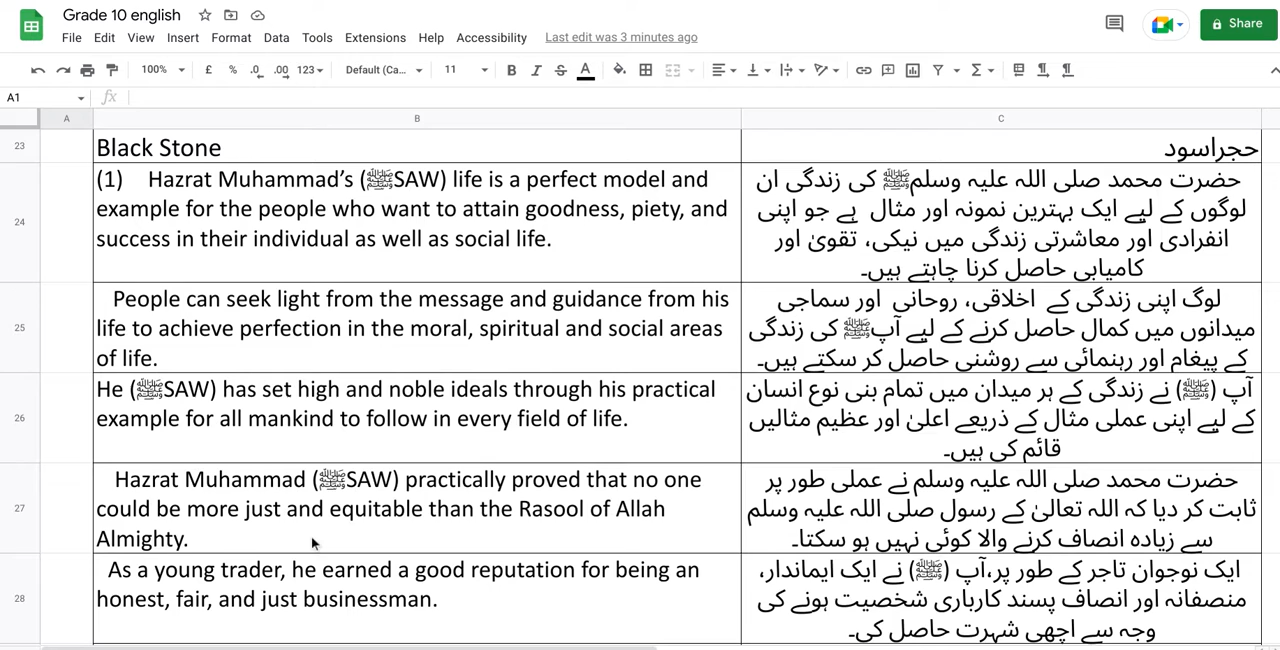 Grade 10 english
File Edit View Insert Format Data Tools Extensions Help Accessibility Last edit was 3 minutes ago
Share
100% £ % .0 .00 123 Default (Ca... 11 B I S A
A1 fx
A B C
23 Black Stone
حجراسود
24 (1) Hazrat Muhammad’s (ﷺSAW) life is a perfect model and
example for the people who want to attain goodness, piety, and
success in their individual as well as social life.
حضرت محمد صلی اللہ علیہ وسلمﷺ کی زندگی ان
لوگوں کے لیے ایک بہترین نمونہ اور مثال ہے جو اپنی
انفرادی اور معاشرتی زندگی میں نیکی، تقویٰ اور
کامیابی حاصل کرنا چاہتے ہیں۔
25 People can seek light from the message and guidance from his
life to achieve perfection in the moral, spiritual and social areas
of life.
لوگ اپنی زندگی کے اخلاقی، روحانی اور سماجی
میدانوں میں کمال حاصل کرنے کے لیے آپﷺ کی زندگی
کے پیغام اور رہنمائی سے روشنی حاصل کر سکتے ہیں۔
26 He (ﷺSAW) has set high and noble ideals through his practical
example for all mankind to follow in every field of life.
آپ (ﷺ) نے زندگی کے ہر میدان میں تمام بنی نوع انسان
کے لیے اپنی عملی مثال کے ذریعے اعلیٰ اور عظیم مثالیں
قائم کی ہیں۔
27 Hazrat Muhammad (ﷺSAW) practically proved that no one
could be more just and equitable than the Rasool of Allah
Almighty.
حضرت محمد صلی اللہ علیہ وسلم نے عملی طور پر
ثابت کر دیا کہ اللہ تعالیٰ کے رسول صلی اللہ علیہ وسلم
سے زیادہ انصاف کرنے والا کوئی نہیں ہو سکتا۔
28 As a young trader, he earned a good reputation for being an
honest, fair, and just businessman.
ایک نوجوان تاجر کے طور پر،آپ (ﷺ) نے ایک ایماندار،
منصفانہ اور انصاف پسند کارباری شخصیت ہونے کی
وجہ سے اچھی شہرت حاصل کی۔